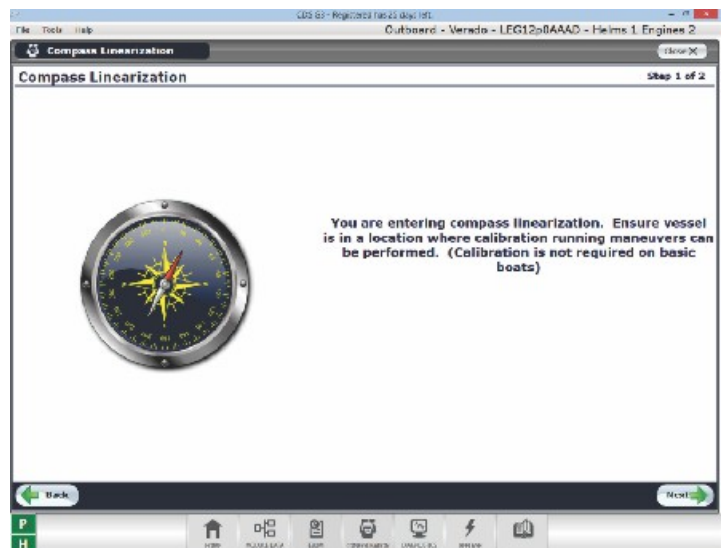 CDS G3 - Registered has 25 days left.
File Tools Help
Outboard - Verado - LEG12p0AAAD - Helms 1 Engines 2
Compass Linearization
Close X
Compass Linearization
Step 1 of 2
You are entering compass linearization. Ensure vessel
is in a location where calibration running maneuvers can
be performed. (Calibration is not required on basic
boats)
Back
Next
P
H
HOME